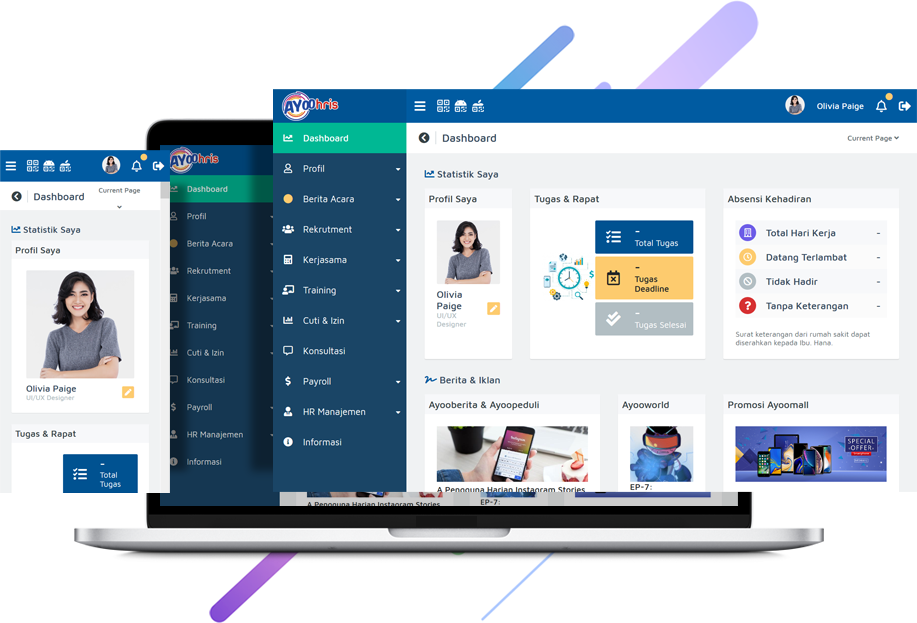 AYOOhris
Olivia Paige
Dashboard
Profil
Berita Acara
Rekrutment
Kerjasama
Training
Cuti & Izin
Konsultasi
Payroll
HR Manajemen
Informasi
Dashboard
Current Page
Statistik Saya
Profil Saya
Olivia
Paige
UI/UX
Designer
Tugas & Rapat
-
Total Tugas
-
Tugas
Deadline
-
Tugas Selesai
Absensi Kehadiran
Total Hari Kerja -
Datang Terlambat -
Tidak Hadir -
Tanpa Keterangan -
Surat keterangan dari rumah sakit dapat
diserahkan kepada Ibu. Hana.
Berita & Iklan
Ayooberita & Ayoopeduli
Instagram
A Pengguna Harian Instagram Stories
Ayooworld
EP-7:
Promosi Ayoomall
SPECIAL
-OFFER-
AYOOhris
Dashboard
Profil
Berita Acara
Rekrutment
Kerjasama
Training
Cuti & Izin
Konsultasi
Payroll
HR Manajemen
Informasi
A Pengguna Harian Instagram Stories
EP-7:
Dashboard
Current Page
Statistik Saya
Profil Saya
Olivia Paige
UI/UX Designer
Tugas & Rapat
-
Total
Tugas